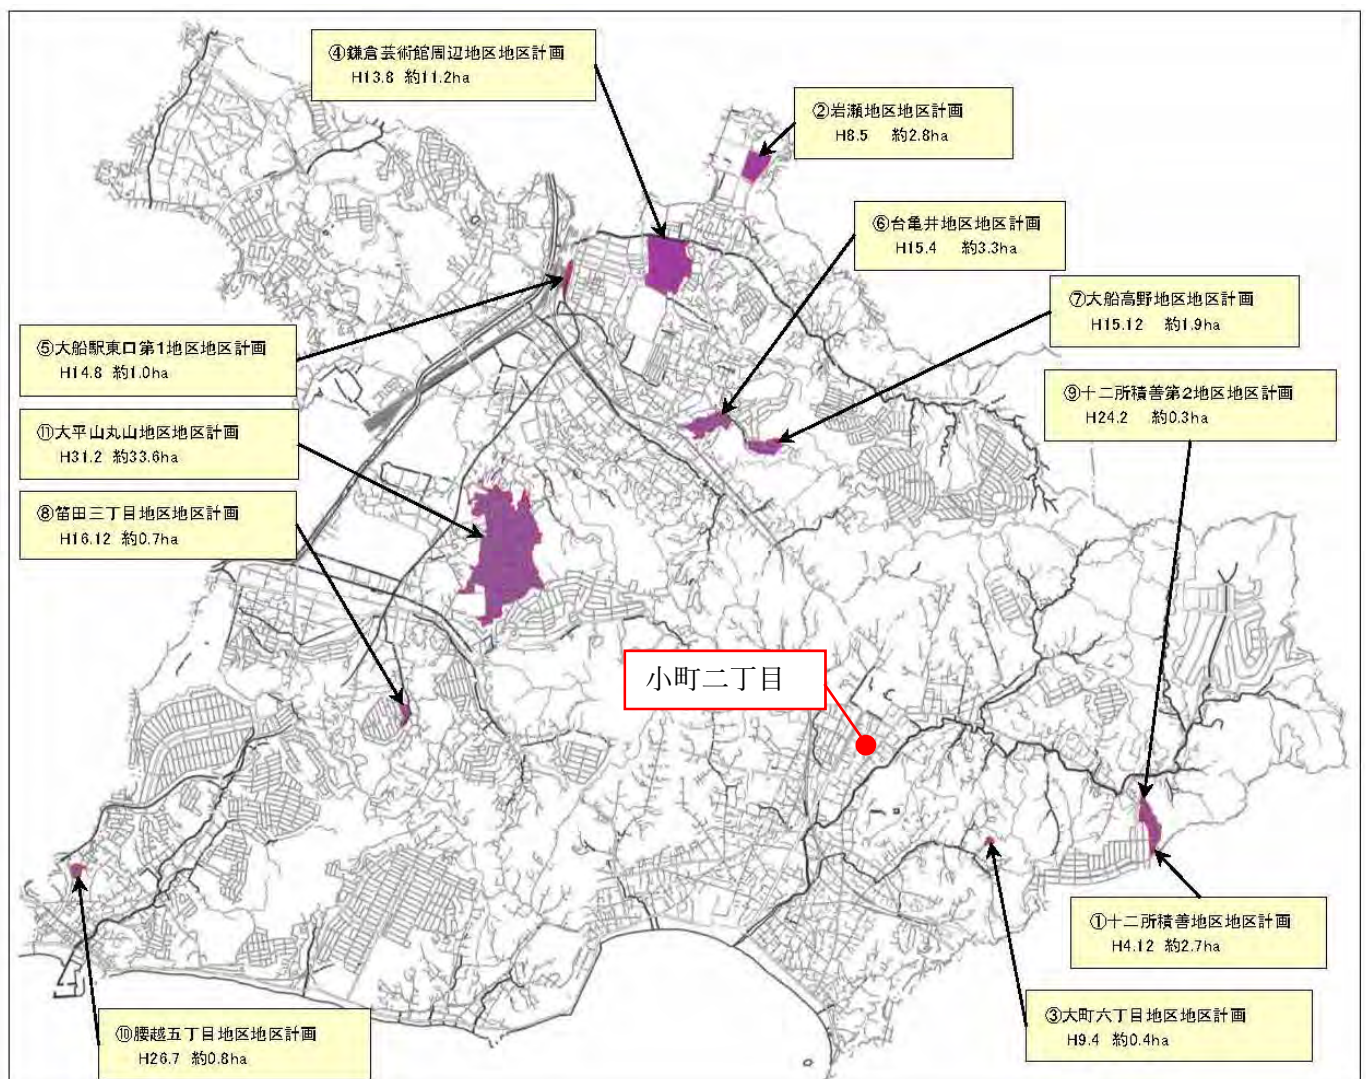 ④鎌倉芸術館周辺地区地区計画
H13.8 約11.2ha
②岩瀬地区地区計画
H8.5 約2.8ha
⑥台亀井地区地区計画
H15.4 約3.3ha
⑦大船高野地区地区計画
H15.12 約1.9ha
⑤大船駅東口第1地区地区計画
H14.8 約1.0ha
⑨十二所積善第2地区地区計画
H24.2 約0.3ha
⑪大平山丸山地区地区計画
H31.2 約33.6ha
⑧笛田三丁目地区地区計画
H16.12 約0.7ha
小町二丁目
①十二所積善地区地区計画
H4.12 約2.7ha
③大町六丁目地区地区計画
H9.4 約0.4ha
⑩腰越五丁目地区地区計画
H26.7 約0.8ha